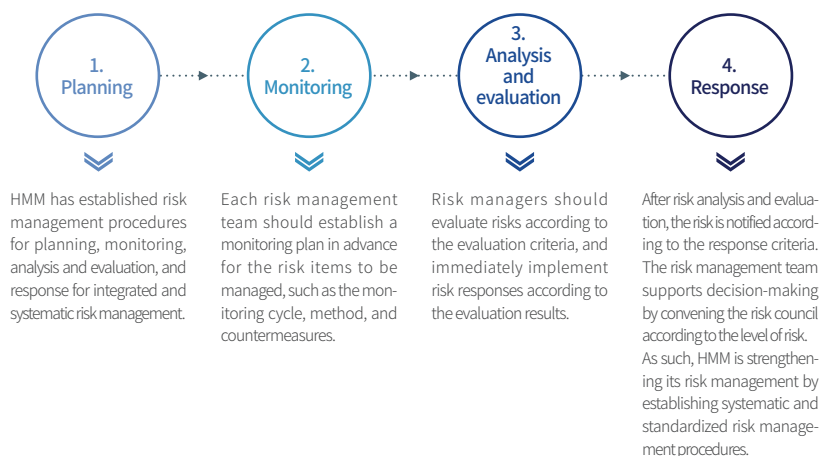 1.
Planning
2.
Monitoring
3.
Analysis
and
evaluation
4.
Response
HMM has established risk
management procedures
for planning, monitoring,
analysis and evaluation, and
response for integrated and
systematic risk management.
Each risk management
team should establish a
monitoring plan in advance
for the risk items to be
managed, such as the mon-
itoring cycle, method, and
countermeasures.
Risk managers should
evaluate risks according to
the evaluation criteria, and
immediately implement
risk responses according to
the evaluation results.
After risk analysis and evalua-
tion, the risk is notified accord-
ing to the response criteria.
The risk management team
supports decision-making
by convening the risk council
according to the level of risk.
As such, HMM is strengthen-
ing its risk management by
establishing systematic and
standardized risk manage-
ment procedures.